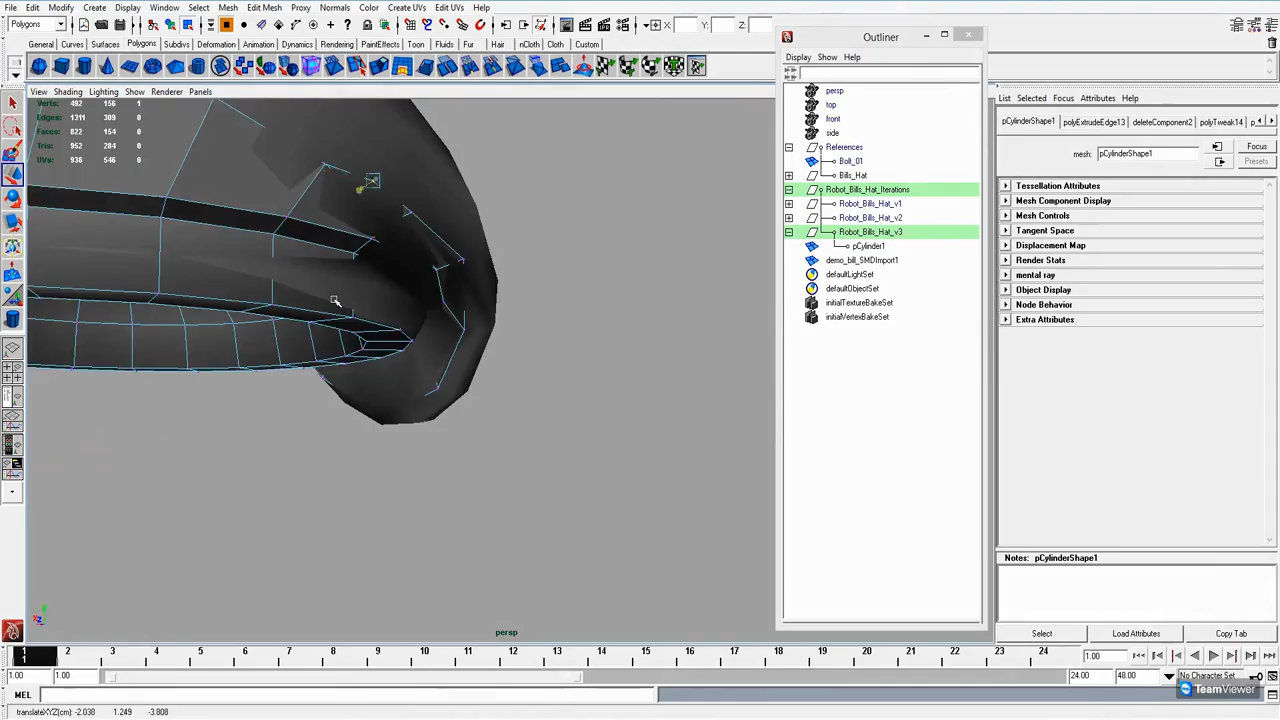 File Edit Modify Create Display Window Select Mesh Edit Mesh Proxy Normals Color Create UVs Edit UVs Help
Polygons X: Y: Z:
General Curves Surfaces Polygons Subdivs Deformation Animation Dynamics Rendering PaintEffects Toon Fluids Fur Hair nCloth Cloth Custom
View Shading Lighting Show Renderer Panels
Verts: 492 156 1
Edges: 1311 309 0
Faces: 822 154 0
Tris: 952 284 0
UVs: 938 546 0
persp
Outliner
Display Show Help
persp
top
front
side
References
Bolt_01
Bills_Hat
Robot_Bills_Hat_Iterations
Robot_Bills_Hat_v1
Robot_Bills_Hat_v2
Robot_Bills_Hat_v3
pCylinder1
demo_bill_SMDImport1
defaultLightSet
defaultObjectSet
initialTextureBakeSet
initialVertexBakeSet
List Selected Focus Attributes Help
pCylinderShape1 polyExtrudeEdge13 deleteComponent2 polyTweak14
mesh: pCylinderShape1
Focus
Presets
Tessellation Attributes
Mesh Component Display
Mesh Controls
Tangent Space
Displacement Map
Render Stats
mental ray
Object Display
Node Behavior
Extra Attributes
Notes: pCylinderShape1
Select Load Attributes Copy Tab
1 2 3 4 5 6 7 8 9 10 11 12 13 14 15 16 17 18 19 20 21 22 23 24 1.00
1
1.00 1.00 24.00 48.00 No Character Set
MEL
TeamViewer
translateXYZ(cm): -2.038 1.249 -3.808